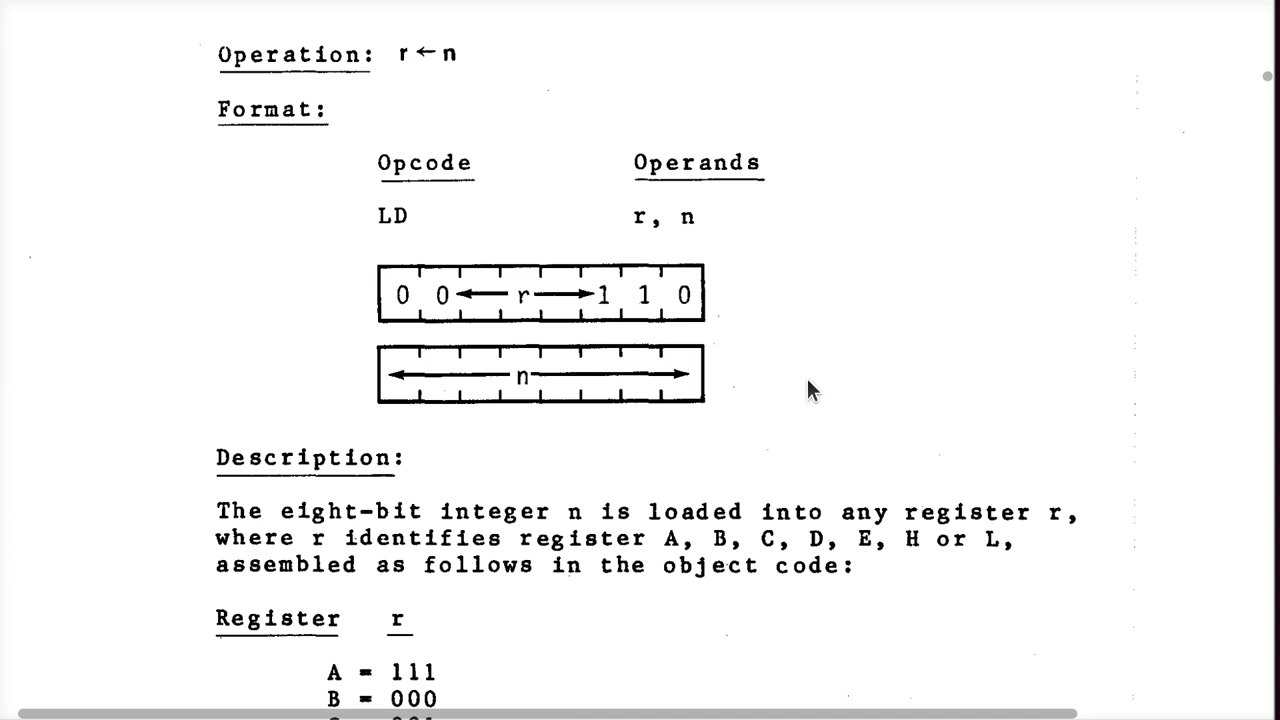 Operation: r ← n
Format:
Opcode Operands
LD r, n
0 0 ← r → 1 1 0
← n →
Description:
The eight-bit integer n is loaded into any register r,
where r identifies register A, B, C, D, E, H or L,
assembled as follows in the object code:
Register r
A = 111
B = 000